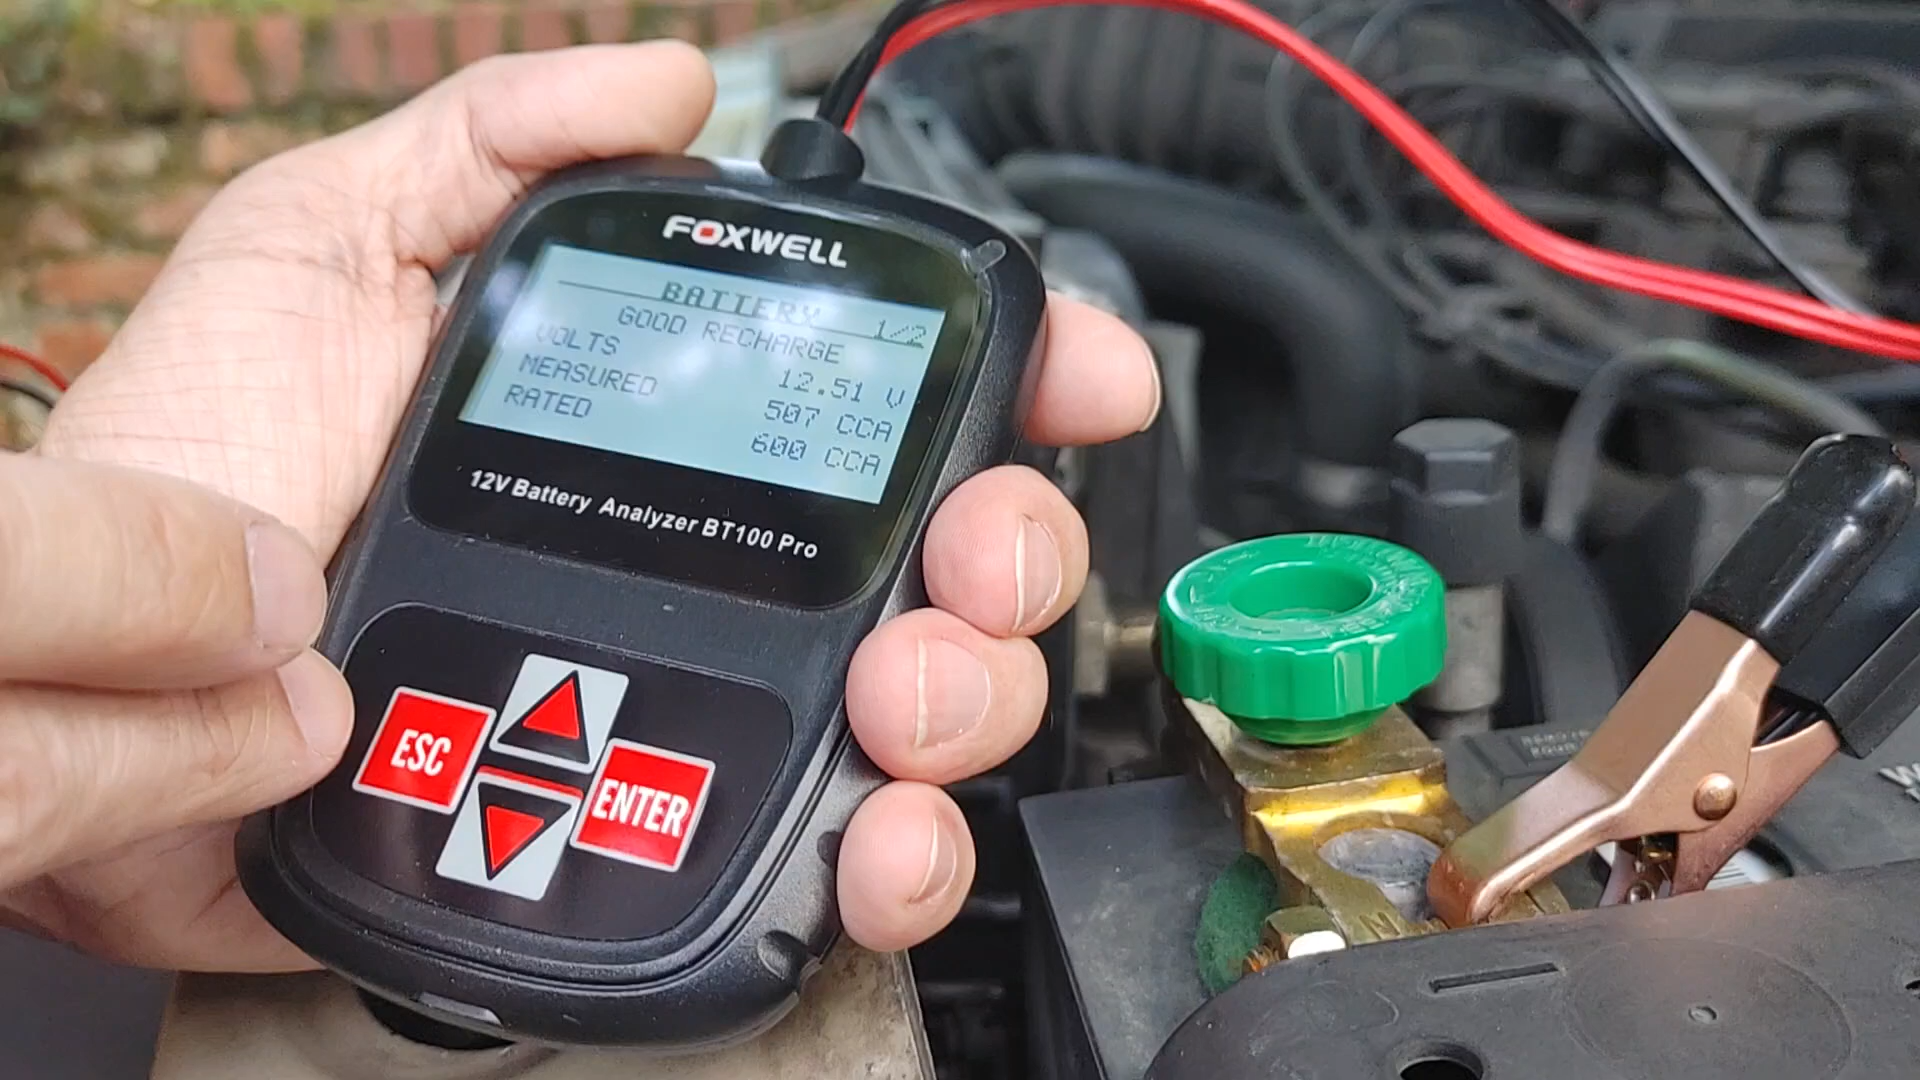 FOXWELL
BATTERY 1/2
GOOD RECHARGE
VOLTS 12.51 V
MEASURED 507 CCA
RATED 600 CCA
12V Battery Analyzer BT100 Pro
ESC
ENTER